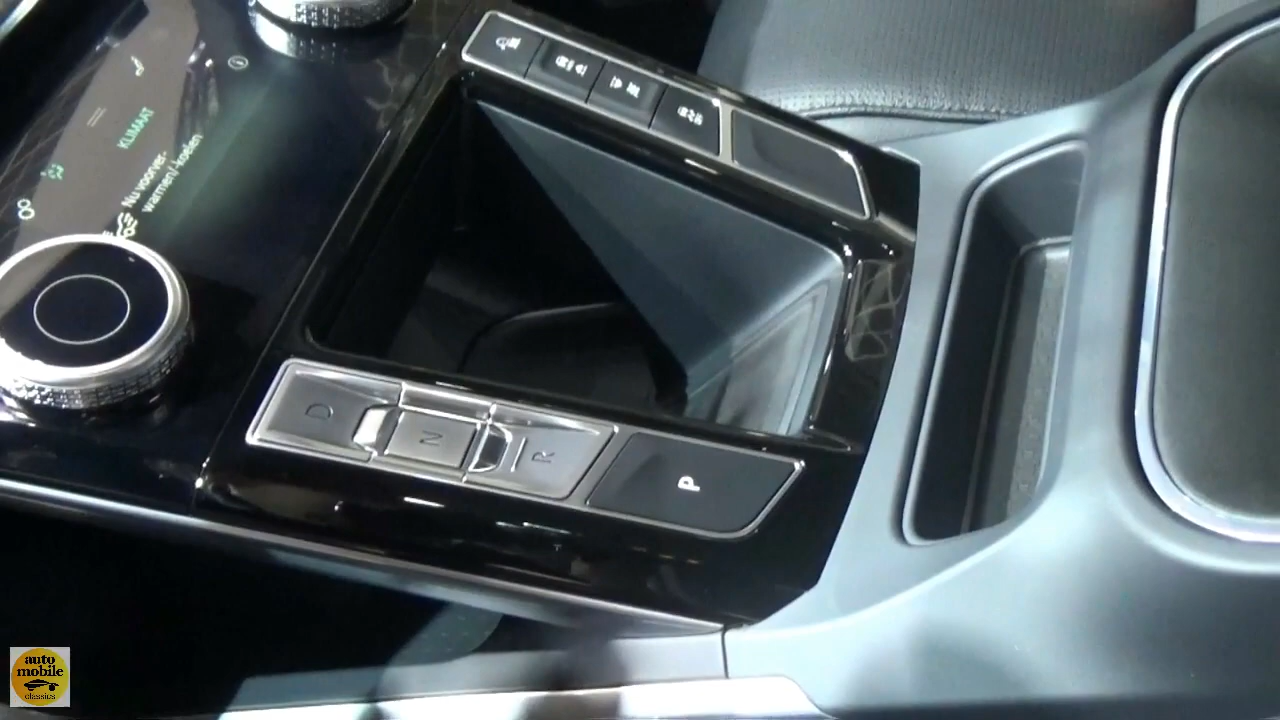 KLIMAAT
Nu voorver-
warmen/-koelen
D
N
R
P
auto
mobile
classics